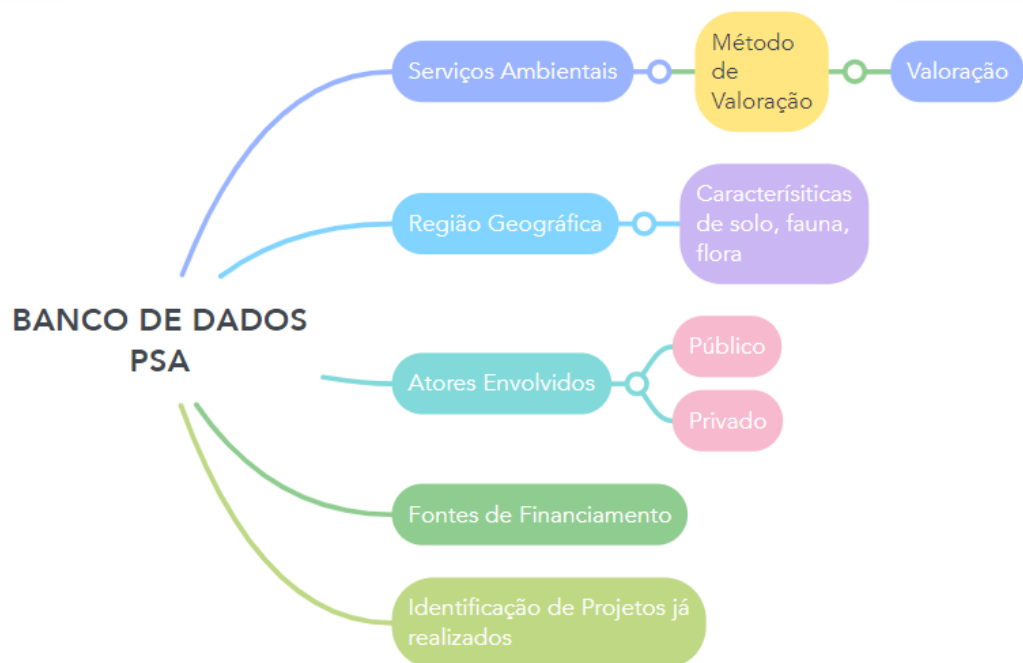 BANCO DE DADOS
PSA
Serviços Ambientais
Método
de
Valoração
Valoração
Região Geográfica
Caracterísiticas
de solo, fauna,
flora
Atores Envolvidos
Público
Privado
Fontes de Financiamento
Identificação de Projetos já
realizados